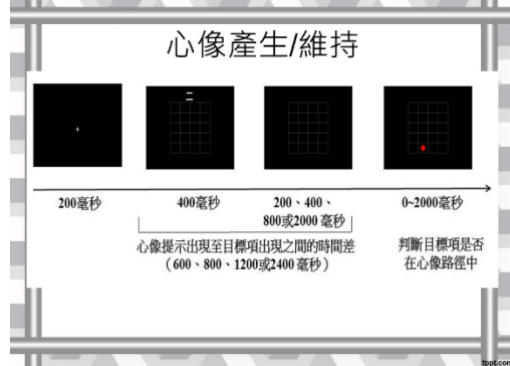 心像產生/維持
200毫秒
400毫秒
200、400、
800或2000 毫秒
0~2000毫秒
心像提示出現至目標項出現之間的時間差
(600、800、1200或2400 毫秒)
判斷目標項是否
在心像路徑中
fppt.com